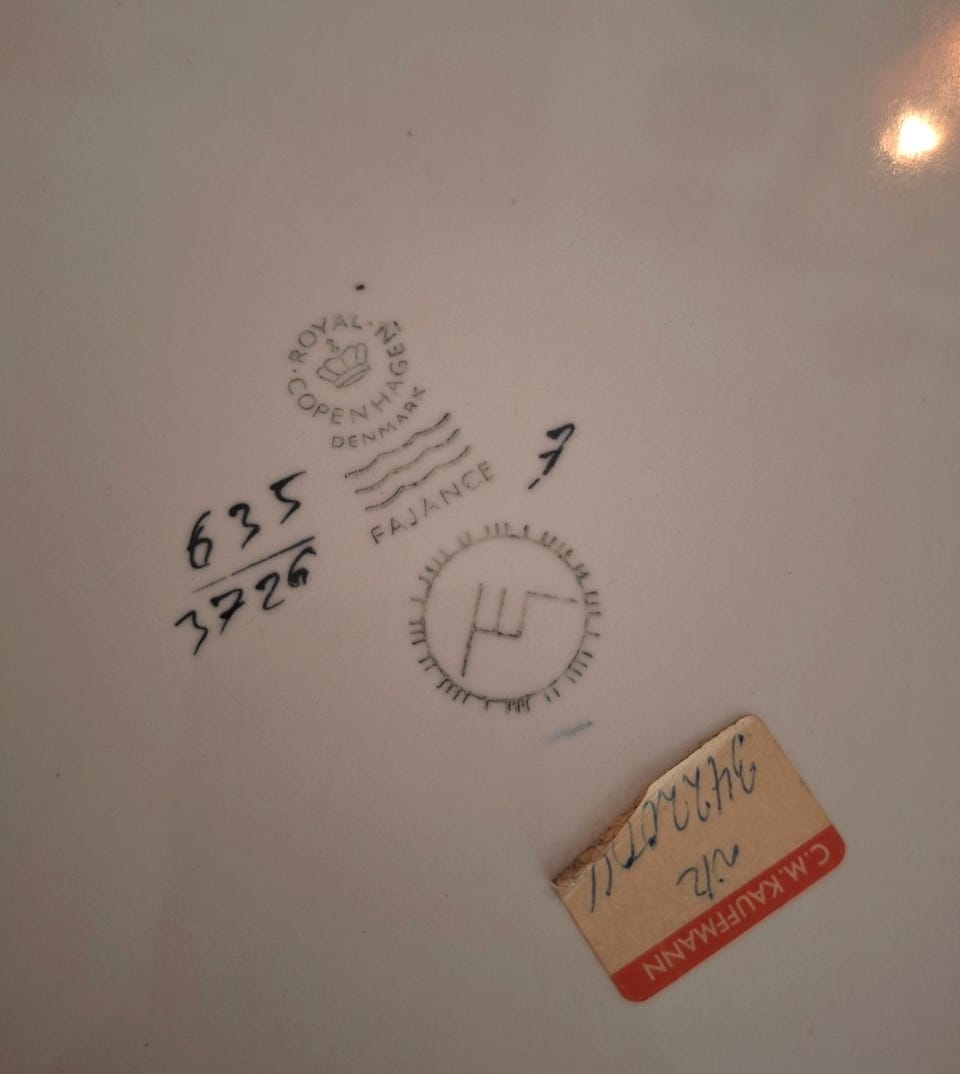 · ROYAL · COPENHAGEN
DENMARK
FAJANCE
7
635
3726
C.M.KAUFFMANN